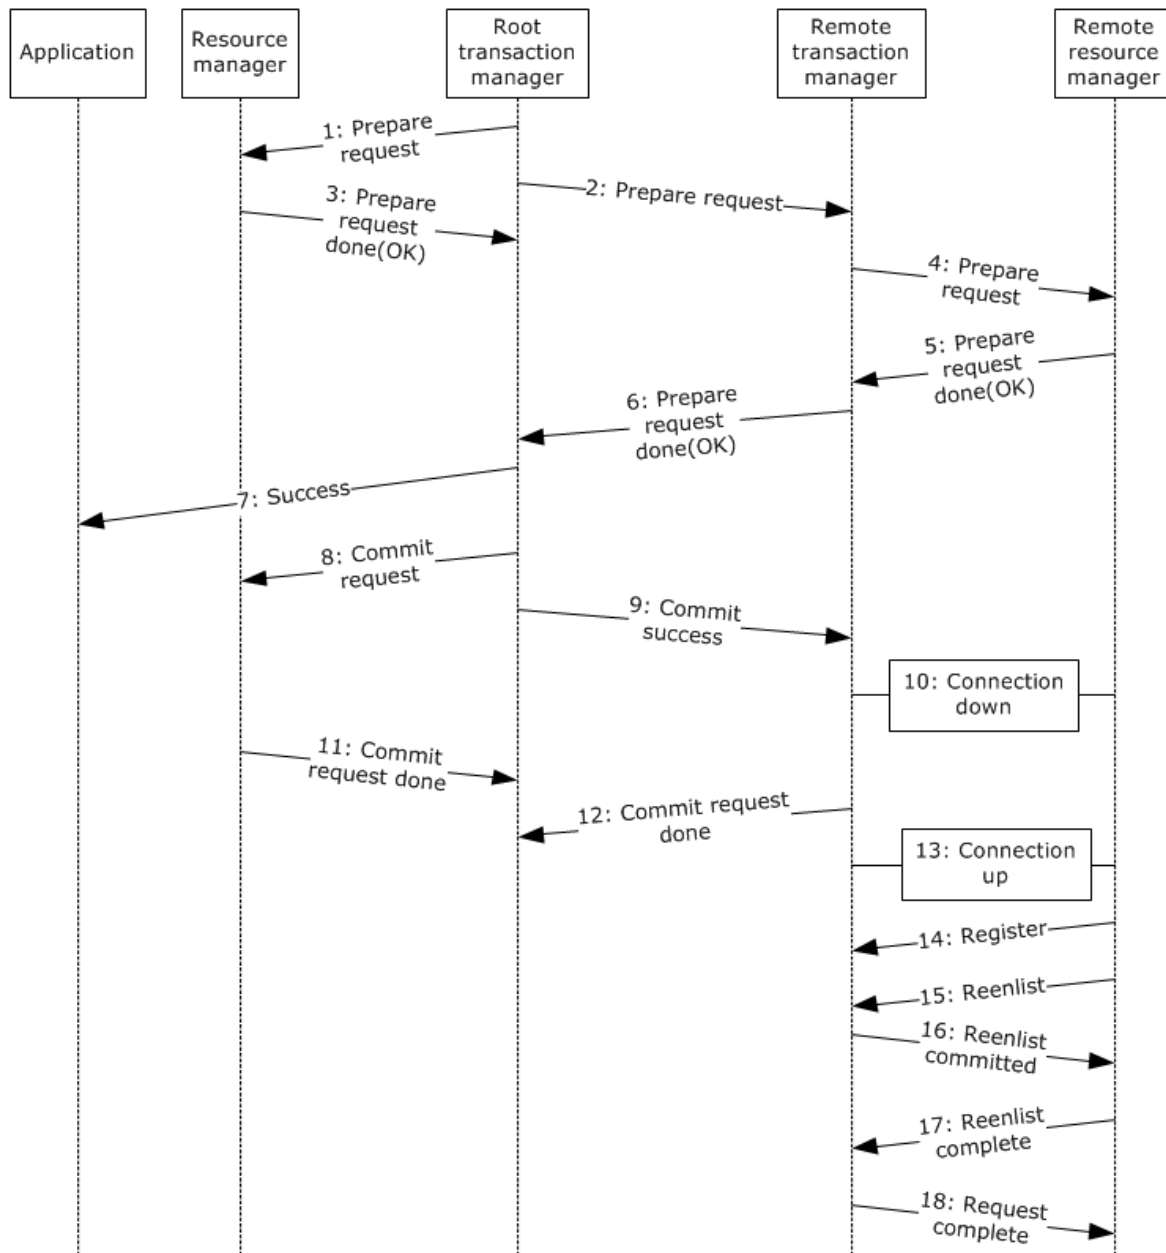 Application
Resource
manager
Root
transaction
manager
Remote
transaction
manager
Remote
resource
manager
1: Prepare
request
2: Prepare request
3: Prepare
request
done(OK)
4: Prepare
request
5: Prepare
request
done(OK)
6: Prepare
request
done(OK)
7: Success
8: Commit
request
9: Commit
success
10: Connection
down
11: Commit
request done
12: Commit request
done
13: Connection
up
14: Register
15: Reenlist
16: Reenlist
committed
17: Reenlist
complete
18: Request
complete